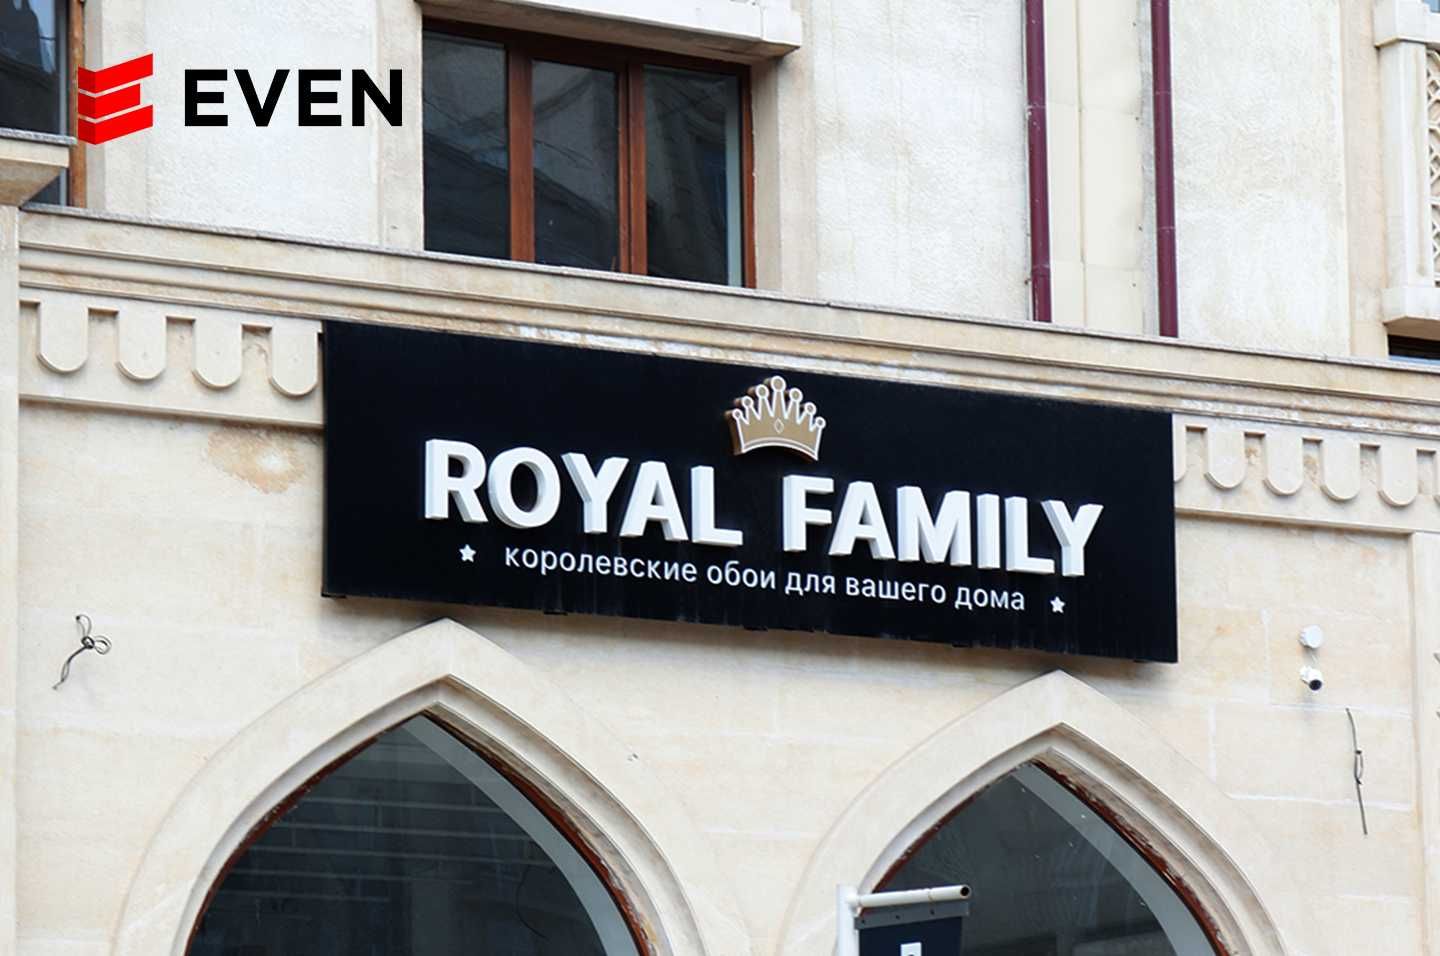 EVEN
ROYAL FAMILY
королевские обои для вашего дома